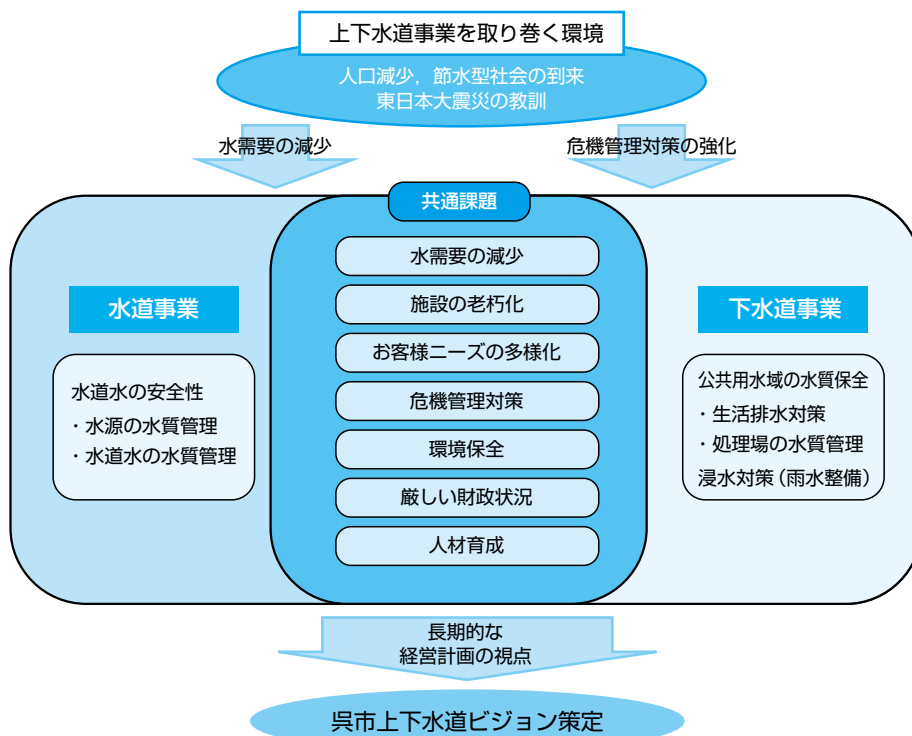 上下水道事業を取り巻く環境
人口減少，節水型社会の到来
東日本大震災の教訓
水需要の減少
危機管理対策の強化
共通課題
水需要の減少
施設の老朽化
お客様ニーズの多様化
危機管理対策
環境保全
厳しい財政状況
人材育成
水道事業
水道水の安全性
・水源の水質管理
・水道水の水質管理
下水道事業
公共用水域の水質保全
・生活排水対策
・処理場の水質管理
浸水対策（雨水整備）
長期的な
経営計画の視点
呉市上下水道ビジョン策定